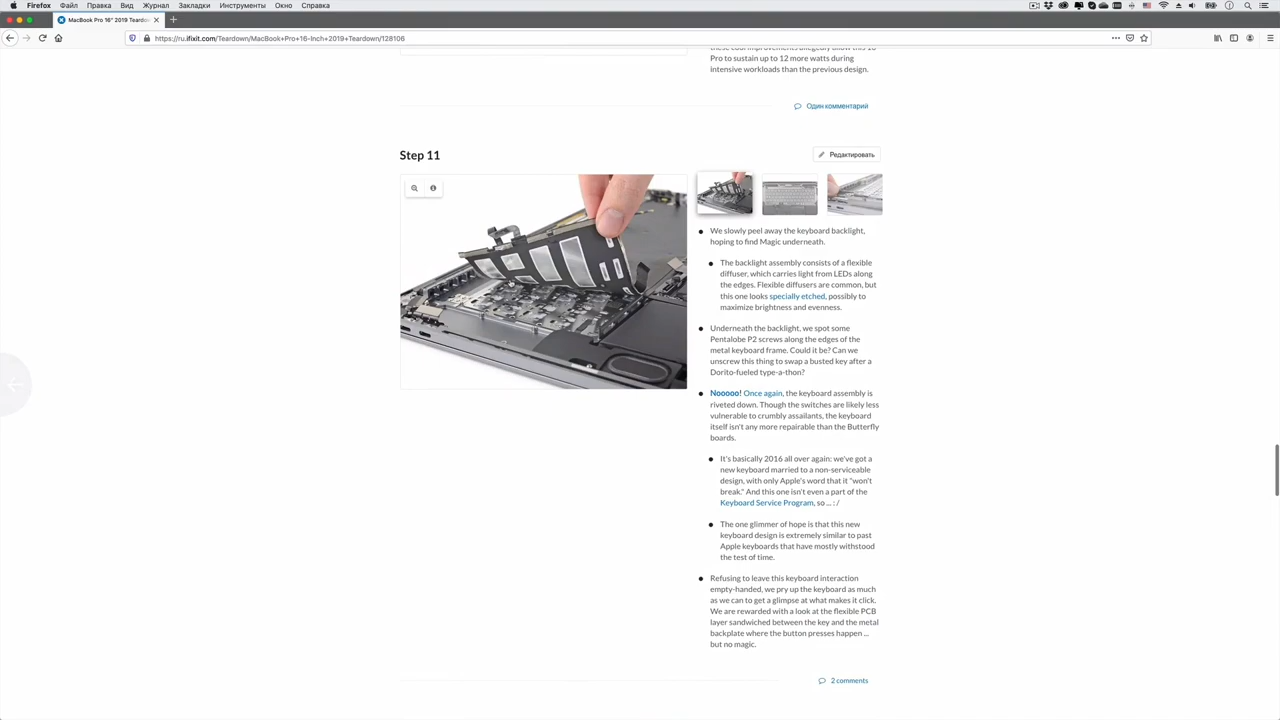 Firefox Файл Правка Вид Журнал Закладки Инструменты Окно Справка
MacBook Pro 16" 2019 Teardown
https://ru.ifixit.com/Teardown/MacBook+Pro+16-Inch+2019+Teardown/128106
these cool improvements allegedly allow this 16
Pro to sustain up to 12 more watts during
intensive workloads than the previous design.
Один комментарий
Step 11
Редактировать
We slowly peel away the keyboard backlight,
hoping to find Magic underneath.
The backlight assembly consists of a flexible
diffuser, which carries light from LEDs along
the edges. Flexible diffusers are common, but
this one looks specially etched, possibly to
maximize brightness and evenness.
Underneath the backlight, we spot some
Pentalobe P2 screws along the edges of the
metal keyboard frame. Could it be? Can we
unscrew this thing to swap a busted key after a
Dorito-fueled type-a-thon?
Nooooo! Once again, the keyboard assembly is
riveted down. Though the switches are likely less
vulnerable to crumbly assailants, the keyboard
itself isn't any more repairable than the Butterfly
boards.
It's basically 2016 all over again: we've got a
new keyboard married to a non-serviceable
design, with only Apple's word that it "won't
break." And this one isn't even a part of the
Keyboard Service Program, so ... : /
The one glimmer of hope is that this new
keyboard design is extremely similar to past
Apple keyboards that have mostly withstood
the test of time.
Refusing to leave this keyboard interaction
empty-handed, we pry up the keyboard as much
as we can to get a glimpse at what makes it click.
We are rewarded with a look at the flexible PCB
layer sandwiched between the key and the metal
backplate where the button presses happen ...
but no magic.
2 comments